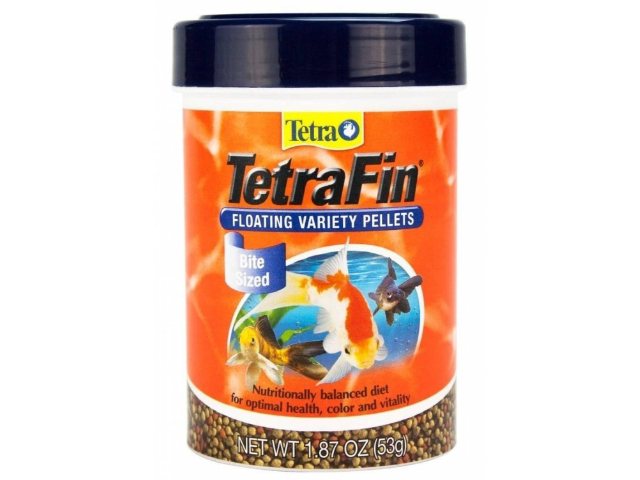 Tetra
TetraFin®
FLOATING VARIETY PELLETS
Bite
Sized
Nutritionally balanced diet
for optimal health, color and vitality
NET WT 1.87 OZ (53g)